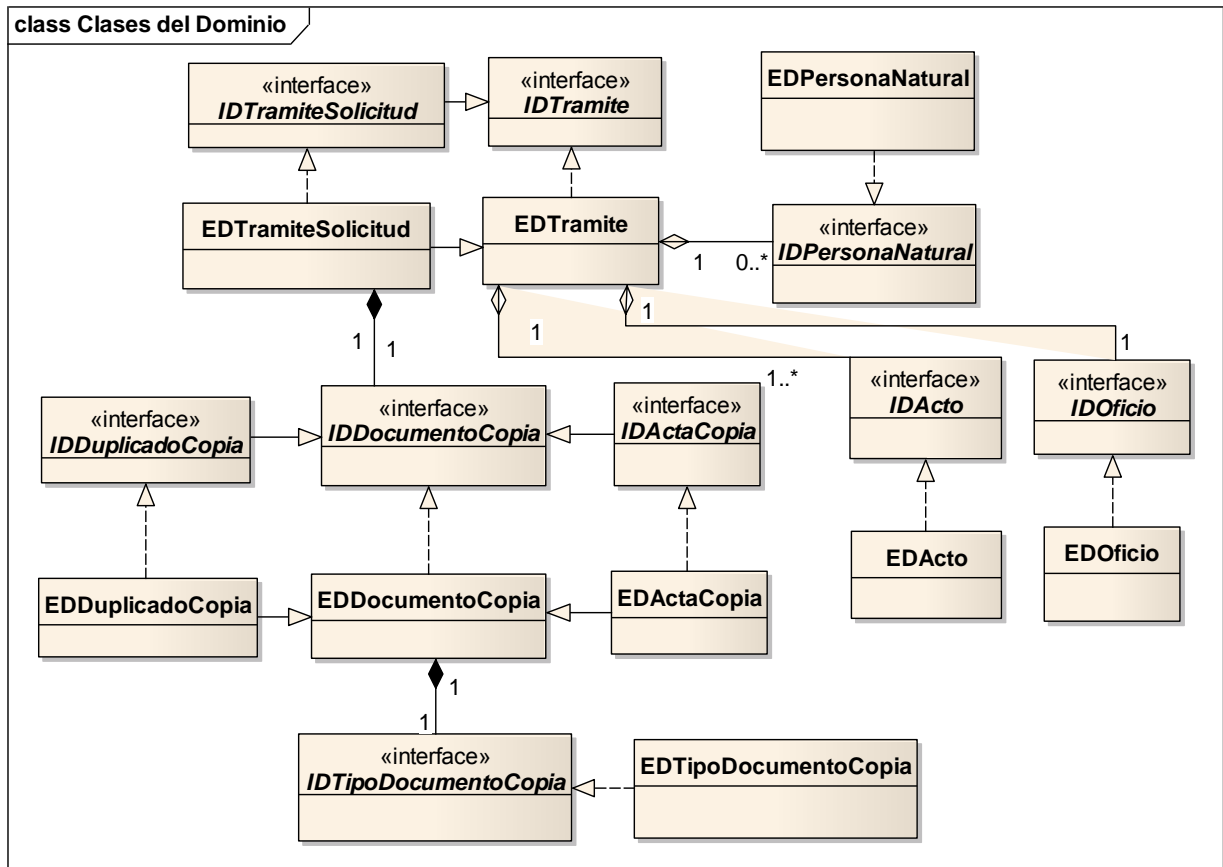 class Clases del Dominio
«interface»
IDTramiteSolicitud
«interface»
IDTramite
EDPersonaNatural
EDTramiteSolicitud
EDTramite
«interface»
IDPersonaNatural
1
0..*
1
1
1
1
1..*
1
«interface»
IDDuplicadoCopia
«interface»
IDDocumentoCopia
«interface»
IDActaCopia
«interface»
IDActo
«interface»
IDOficio
EDDuplicadoCopia
EDDocumentoCopia
EDActaCopia
EDActo
EDOficio
1
1
«interface»
IDTipoDocumentoCopia
EDTipoDocumentoCopia